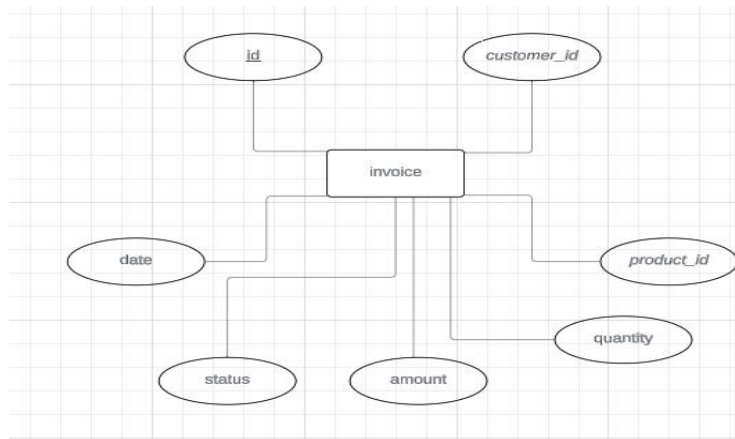 id
customer_id
invoice
date
product_id
quantity
status
amount